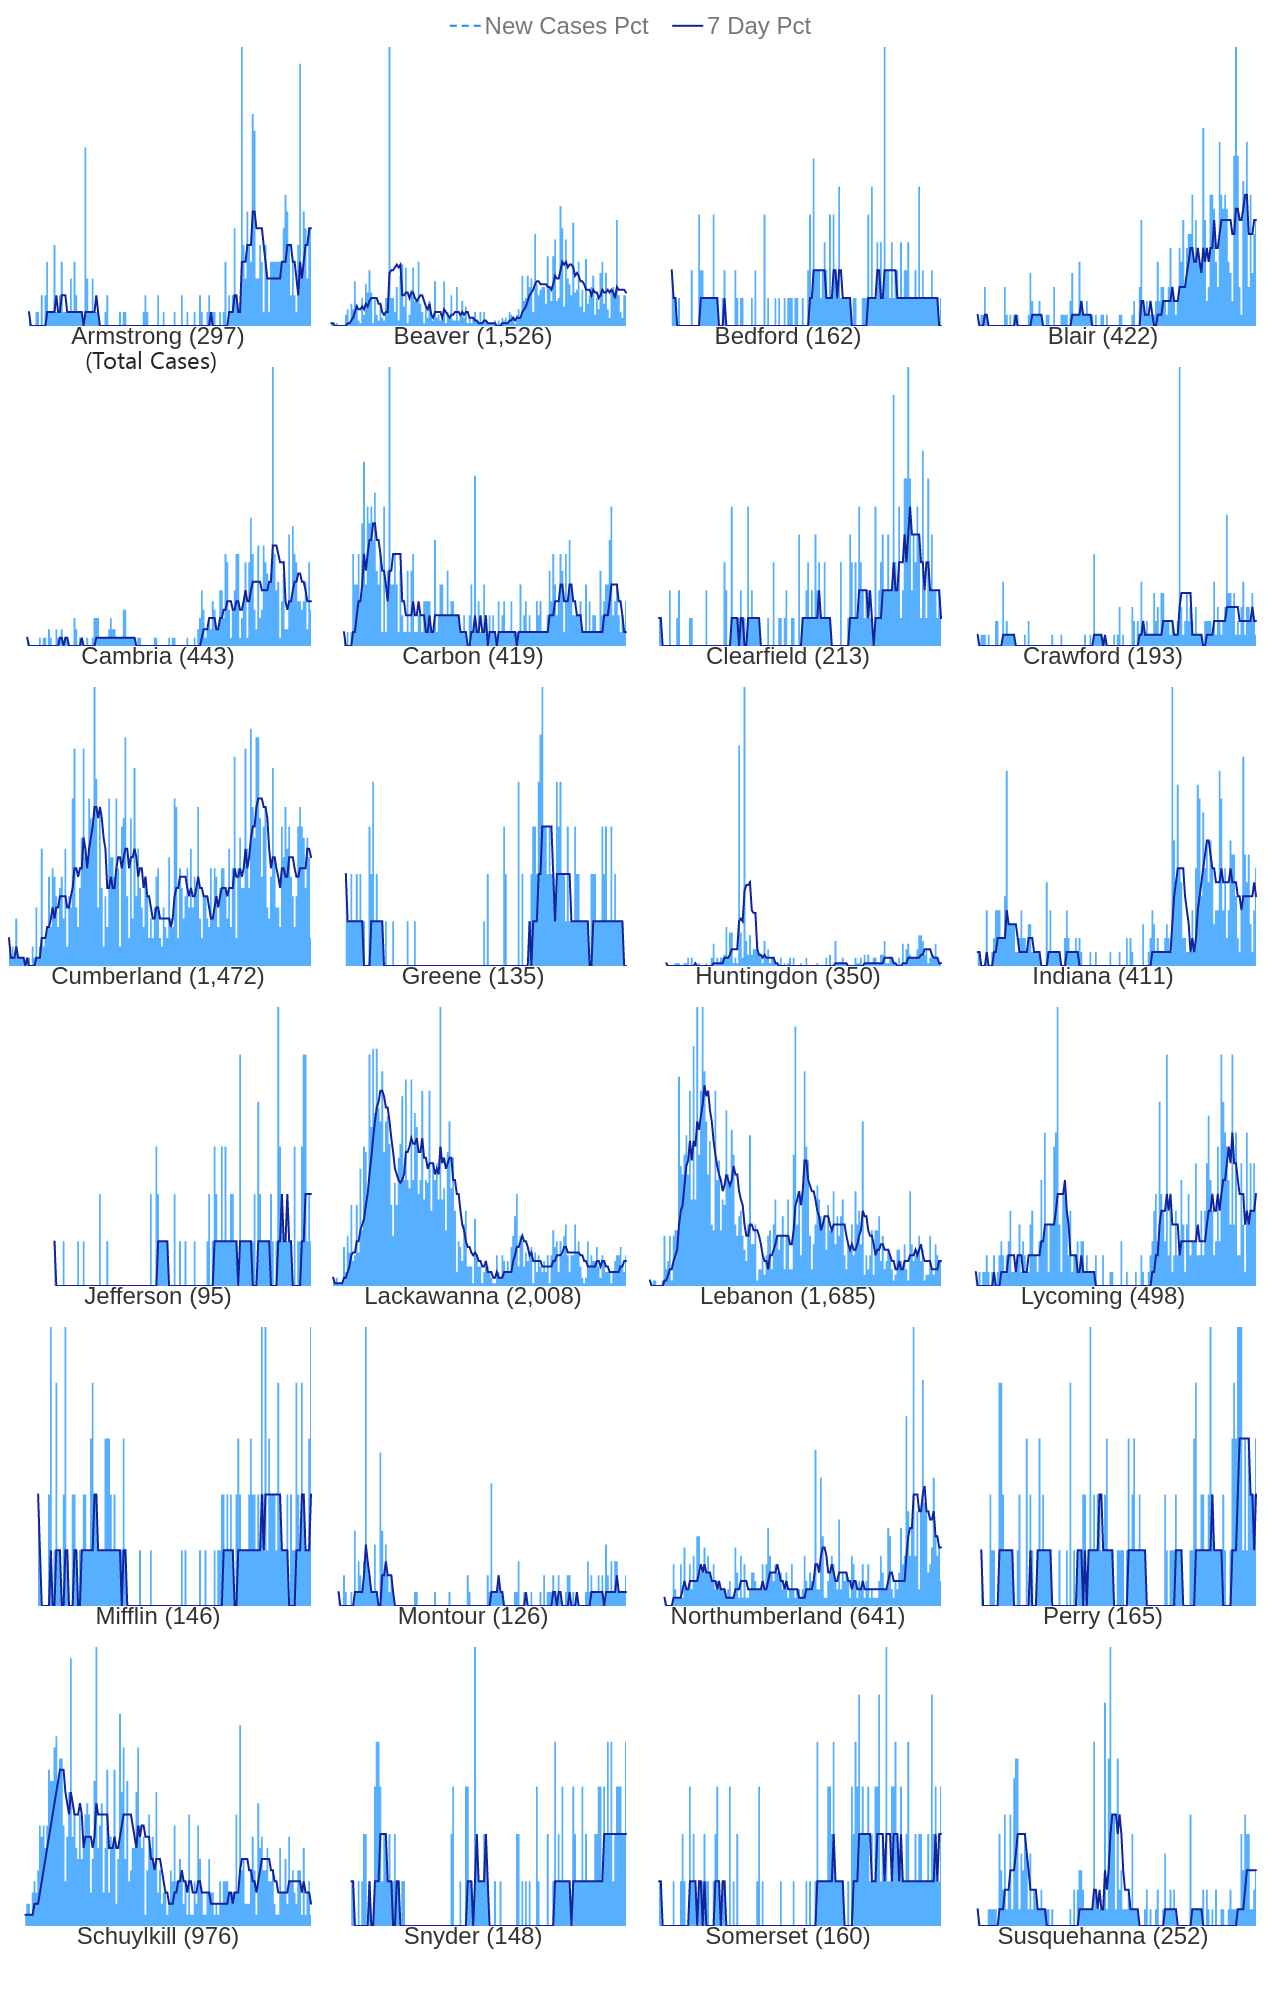 New Cases Pct 7 Day Pct
Armstrong (297) Beaver (1,526) Bedford (162) Blair (422)
(Total Cases)
Cambria (443) Carbon (419) Clearfield (213) Crawford (193)
Cumberland (1,472) Greene (135) Huntingdon (350) Indiana (411)
Jefferson (95) Lackawanna (2,008) Lebanon (1,685) Lycoming (498)
Mifflin (146) Montour (126) Northumberland (641) Perry (165)
Schuylkill (976) Snyder (148) Somerset (160) Susquehanna (252)